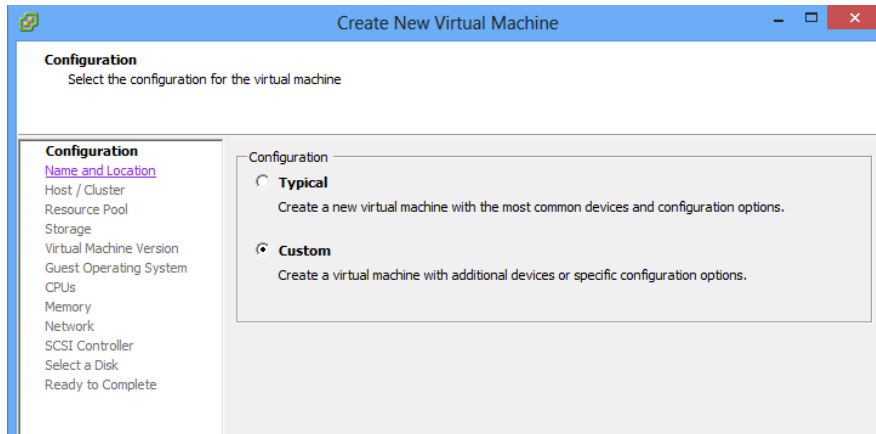 Create New Virtual Machine
Configuration
Select the configuration for the virtual machine
Configuration
Name and Location
Host / Cluster
Resource Pool
Storage
Virtual Machine Version
Guest Operating System
CPUs
Memory
Network
SCSI Controller
Select a Disk
Ready to Complete
Configuration
Typical
Create a new virtual machine with the most common devices and configuration options.
Custom
Create a virtual machine with additional devices or specific configuration options.